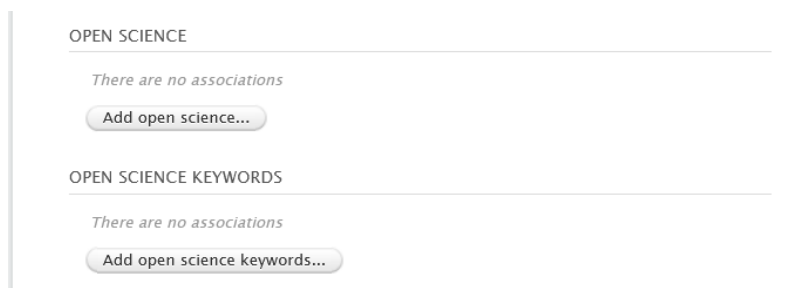 OPEN SCIENCE
There are no associations
Add open science...
OPEN SCIENCE KEYWORDS
There are no associations
Add open science keywords...